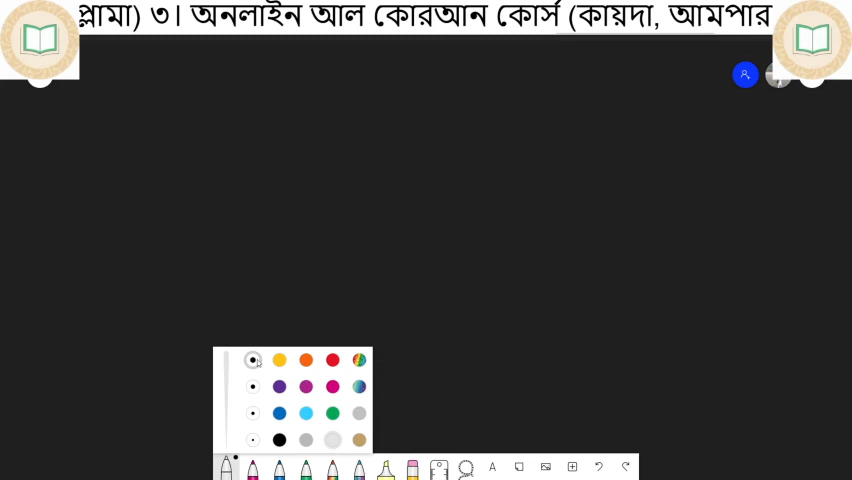 প্লামা) ৩। অনলাইন আল কোরআন কোর্স (কায়দা, আমপার
A